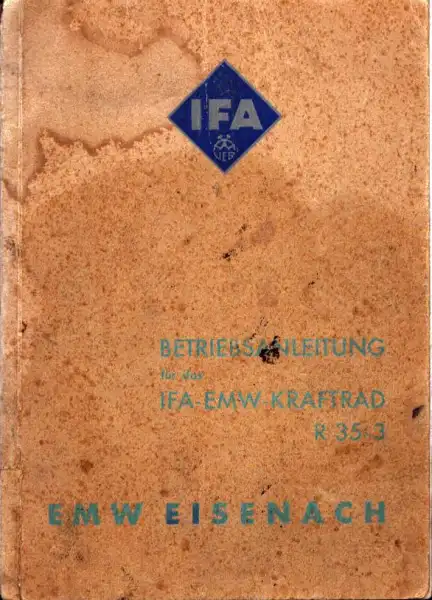 IFA
VEB
BETRIEBSANLEITUNG
für das
IFA-EMW-KRAFTRAD
R 35-3
EMW EISENACH